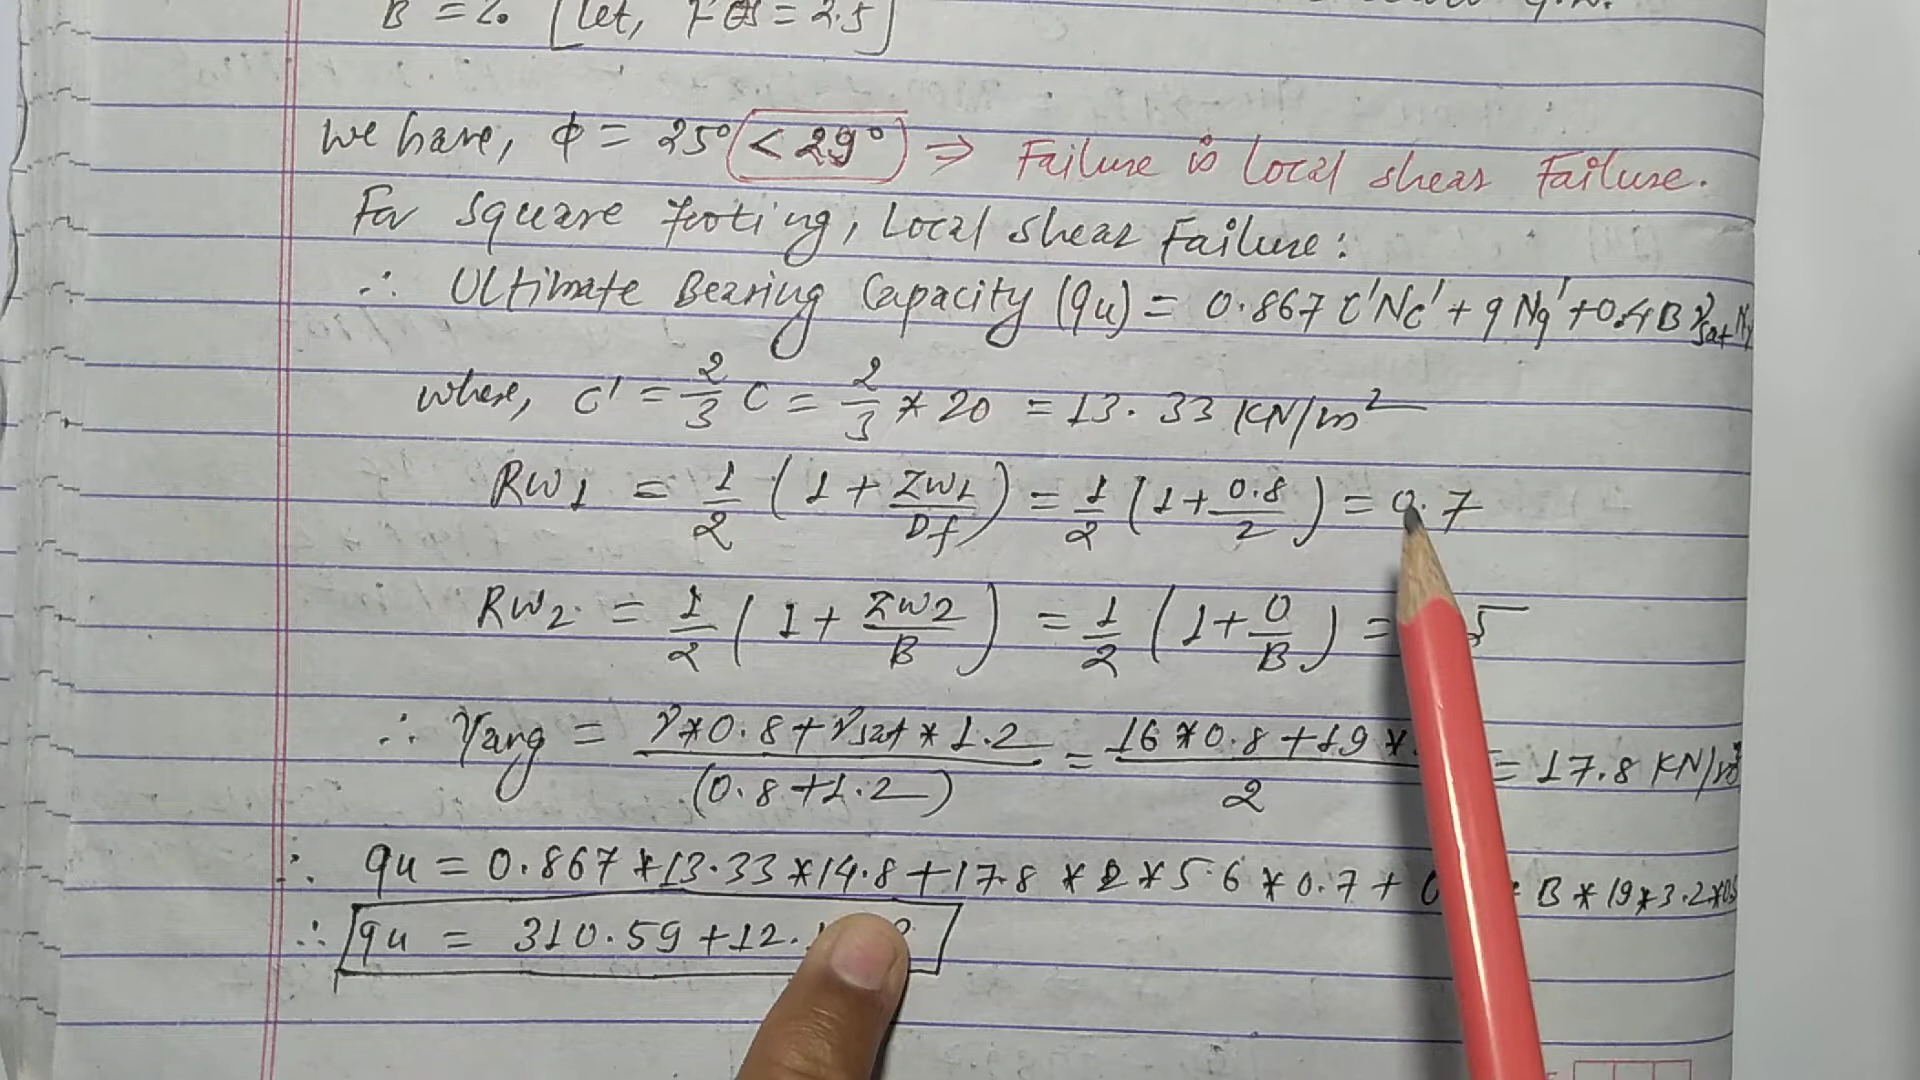 B = ?. [Let, FOS = 2.5]
We have, φ = 25° < 29° ⇒ Failure is Local shear Failure.
For square footing, Local shear Failure:
∴ Ultimate Bearing Capacity (qu) = 0.867 C'Nc' + q Nq' + 0.4 B γsat Nγ
where, C' = 2/3 C = 2/3 * 20 = 13.33 KN/m²
Rw1 = 1/2 (1 + Zw1/Df) = 1/2 (1 + 0.8/2) = 0.7
Rw2 = 1/2 (1 + Zw2/B) = 1/2 (1 + 0/B) = 5
∴ γavg = γ*0.8 + γsat * 1.2 / (0.8+1.2) = 16*0.8 + 19 * / 2 = 17.8 KN/m³
∴ qu = 0.867 * 13.33 * 14.8 + 17.8 * 2 * 5.6 * 0.7 + 0 * B * 19 * 3.2 * 0.5
∴ qu = 310.59 + 12.